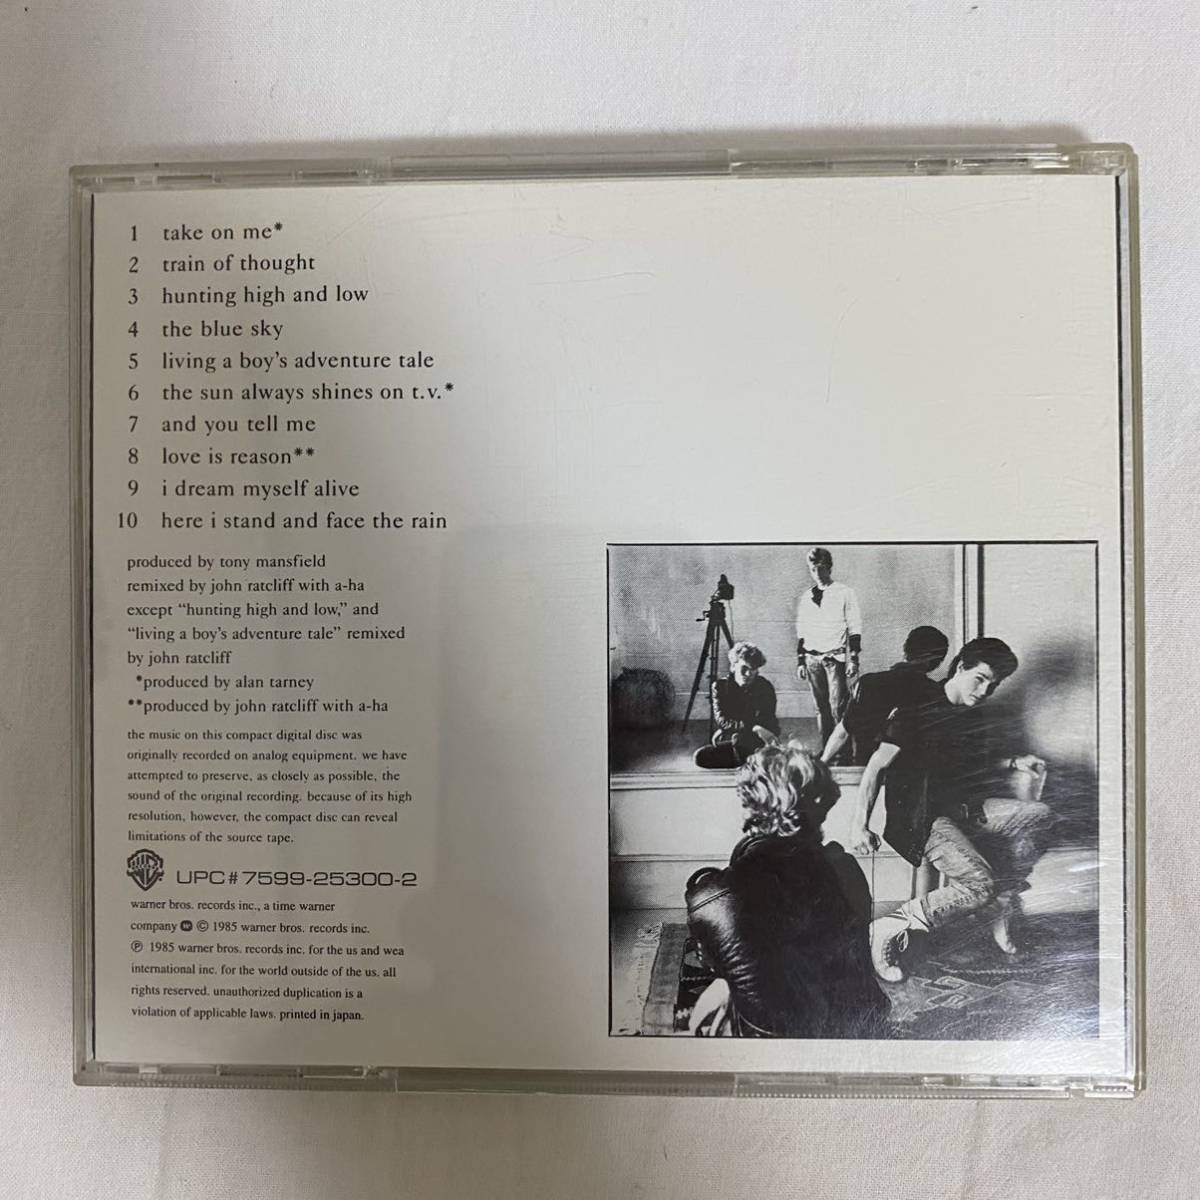 1 take on me*
2 train of thought
3 hunting high and low
4 the blue sky
5 living a boy's adventure tale
6 the sun always shines on t.v.*
7 and you tell me
8 love is reason**
9 i dream myself alive
10 here i stand and face the rain
produced by tony mansfield
remixed by john ratcliff with a-ha
except “hunting high and low,” and
“living a boy's adventure tale” remixed
by john ratcliff
*produced by alan tarney
**produced by john ratcliff with a-ha
the music on this compact digital disc was
originally recorded on analog equipment. we have
attempted to preserve, as closely as possible, the
sound of the original recording. because of its high
resolution, however, the compact disc can reveal
limitations of the source tape.
UPC#7599-25300-2
warner bros. records inc., a time warner
company © 1985 warner bros. records inc.
℗ 1985 warner bros. records inc. for the us and wea
international inc. for the world outside of the us. all
rights reserved. unauthorized duplication is a
violation of applicable laws. printed in japan.